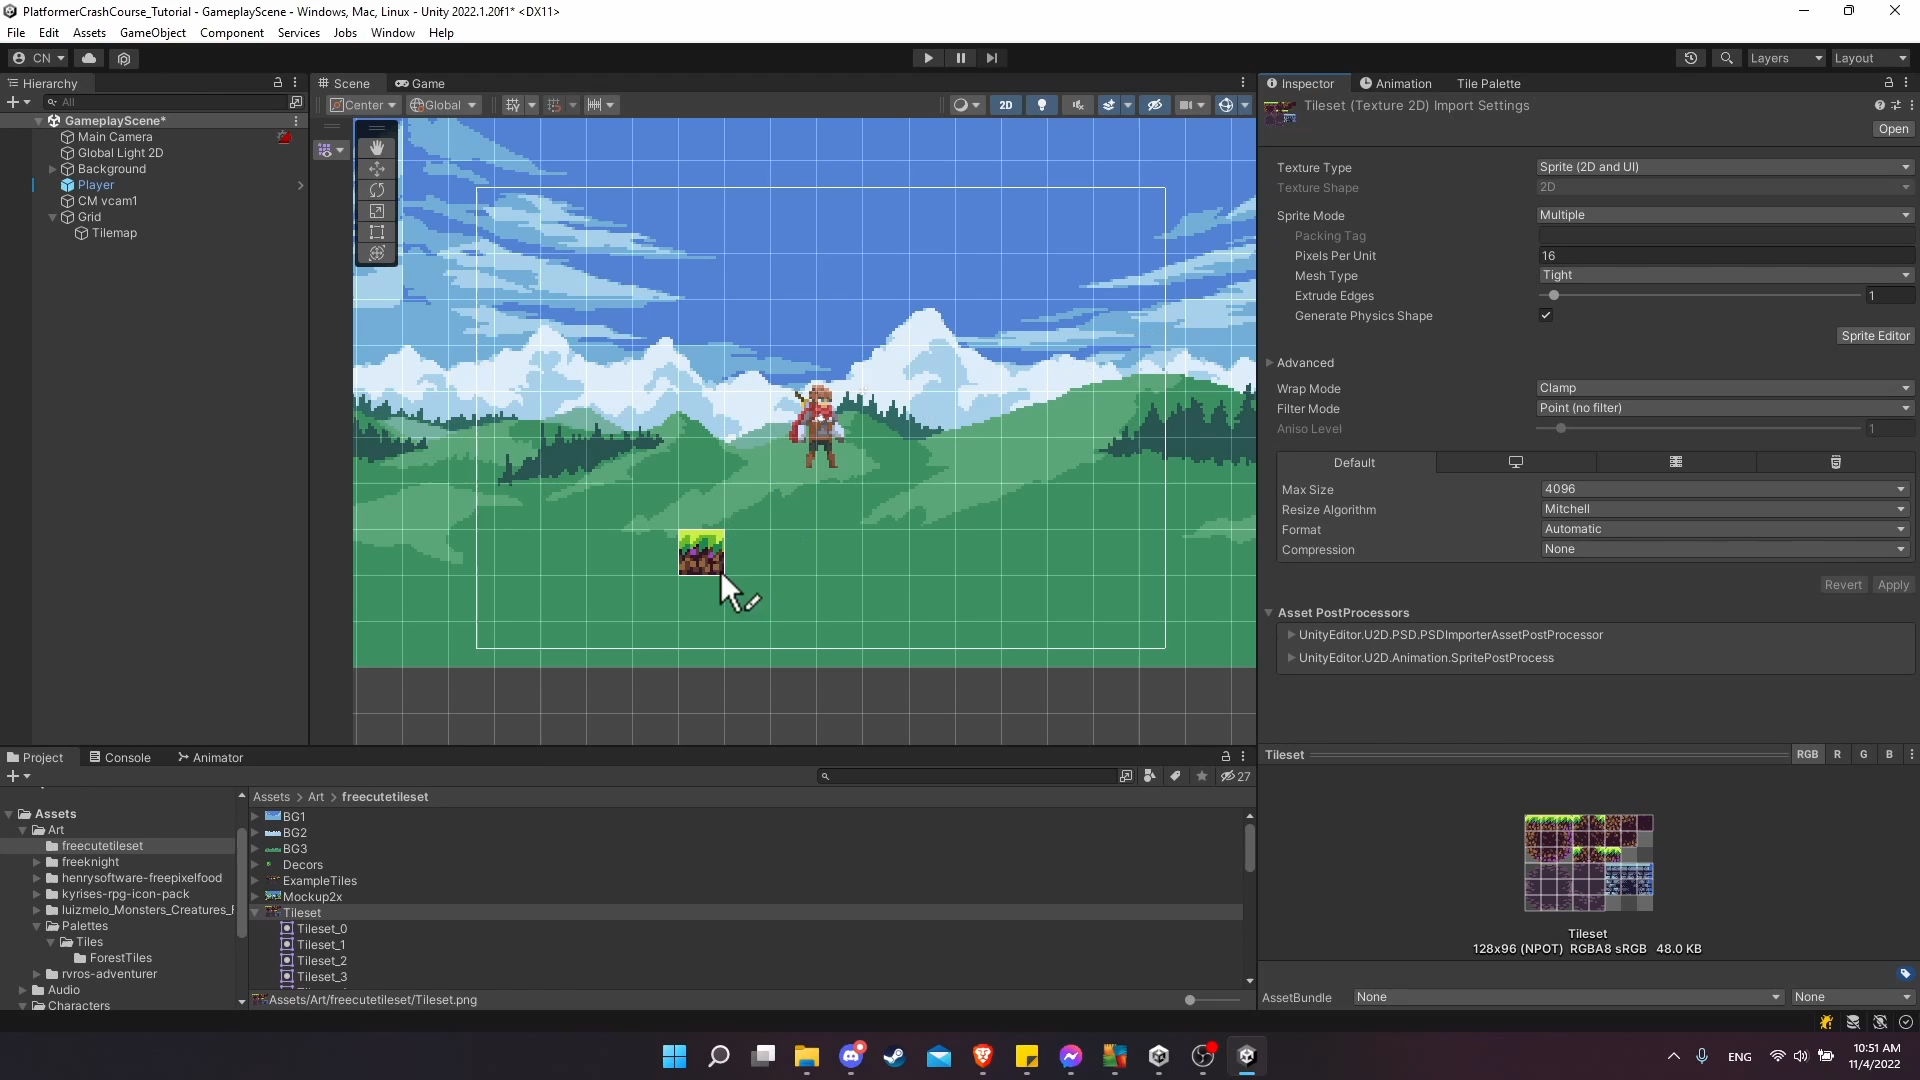 PlatformerCrashCourse_Tutorial - GameplayScene - Windows, Mac, Linux - Unity 2022.1.20f1* <DX11>
File Edit Assets GameObject Component Services Jobs Window Help
CN Layers Layout
Hierarchy
All
GameplayScene*
Main Camera
Global Light 2D
Background
Player
CM vcam1
Grid
Tilemap
Scene Game
Center Global 2D
Inspector Animation Tile Palette
Tileset (Texture 2D) Import Settings
Open
Texture Type Sprite (2D and UI)
Texture Shape 2D
Sprite Mode Multiple
Packing Tag
Pixels Per Unit 16
Mesh Type Tight
Extrude Edges 1
Generate Physics Shape
Sprite Editor
Advanced
Wrap Mode Clamp
Filter Mode Point (no filter)
Aniso Level 1
Default
Max Size 4096
Resize Algorithm Mitchell
Format Automatic
Compression None
Revert Apply
Asset PostProcessors
UnityEditor.U2D.PSD.PSDImporterAssetPostProcessor
UnityEditor.U2D.Animation.SpritePostProcess
Project Console Animator
27
Assets
Art
freecutetileset
freeknight
henrysoftware-freepixelfood
kyrises-rpg-icon-pack
luizmelo_Monsters_Creatures_F
Palettes
Tiles
ForestTiles
rvros-adventurer
Audio
Characters
Assets > Art > freecutetileset
BG1
BG2
BG3
Decors
ExampleTiles
Mockup2x
Tileset
Tileset_0
Tileset_1
Tileset_2
Tileset_3
Assets/Art/freecutetileset/Tileset.png
Tileset RGB R G B
Tileset
128x96 (NPOT) RGBA8 sRGB 48.0 KB
AssetBundle None None
ENG
10:51 AM
11/4/2022